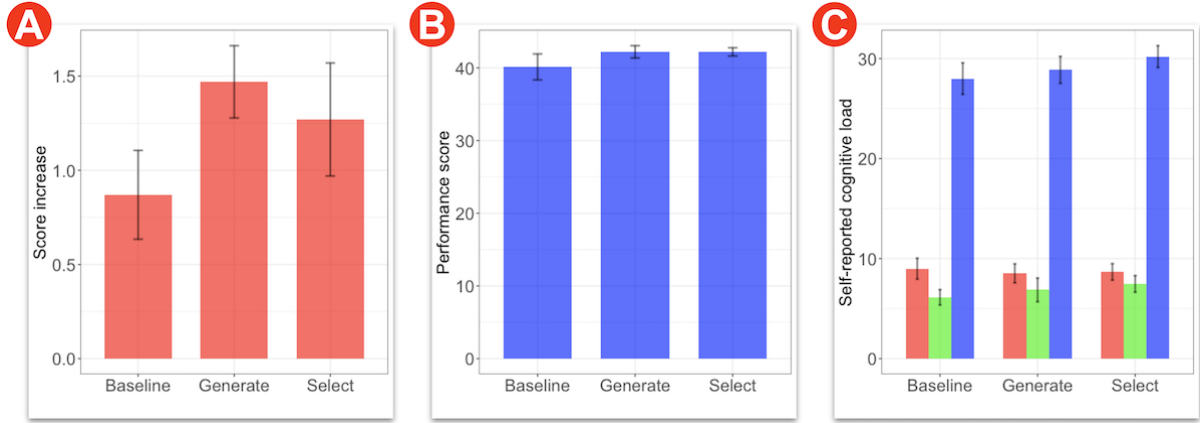 A
Score increase
1.5
1.0
0.5
0.0
Baseline Generate Select
B
Performance score
40
30
20
10
0
Baseline Generate Select
C
Self-reported cognitive load
30
20
10
0
Baseline Generate Select